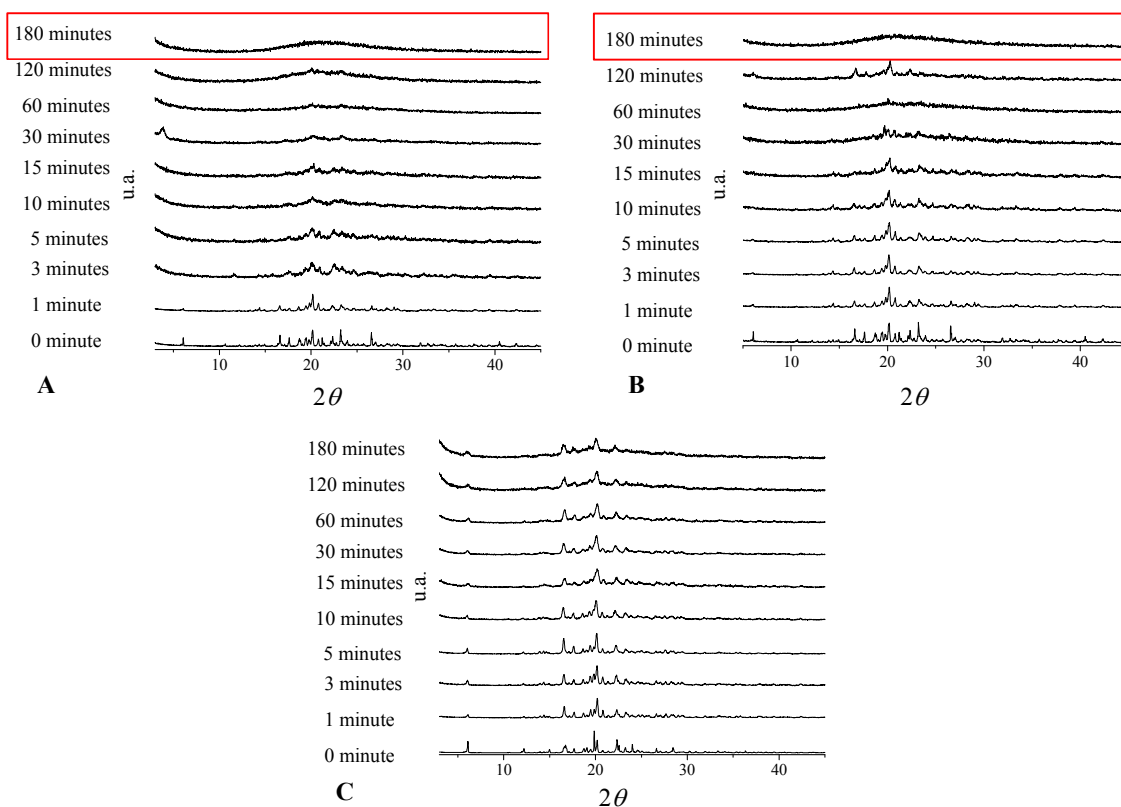 180 minutes
120 minutes
60 minutes
30 minutes
15 minutes
10 minutes
5 minutes
3 minutes
1 minute
0 minute
u.a.
10
20
30
40
A
2θ
180 minutes
120 minutes
60 minutes
30 minutes
15 minutes
10 minutes
5 minutes
3 minutes
1 minute
0 minute
u.a.
10
20
30
40
B
2θ
180 minutes
120 minutes
60 minutes
30 minutes
15 minutes
10 minutes
5 minutes
3 minutes
1 minute
0 minute
u.a.
10
20
30
40
C
2θ